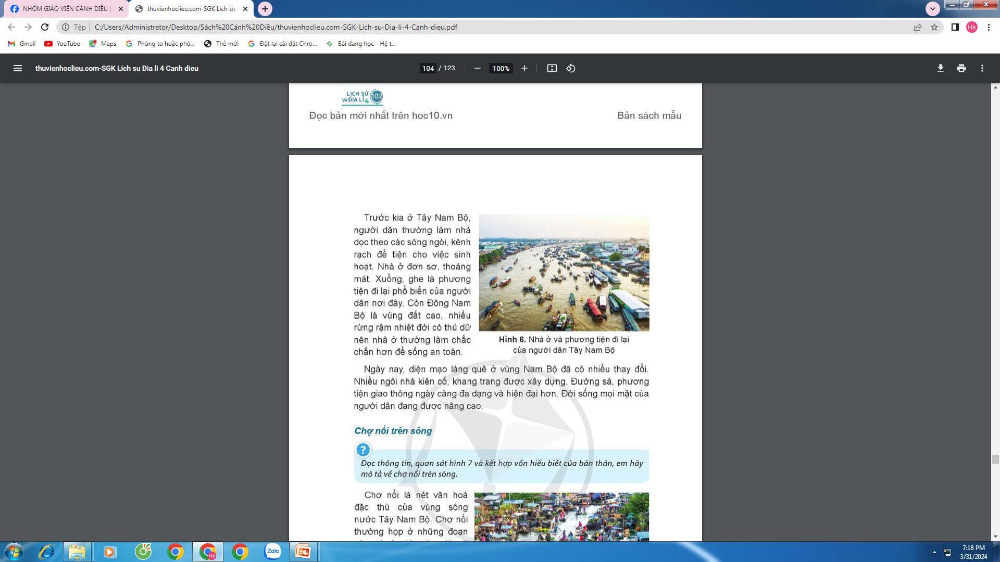 NHÓM GIÁO VIÊN CÁNH DIỀU |
thuvienhoclieu.com-SGK Lich su
Tệp
C:/Users/Administrator/Desktop/Sách%20Cánh%20Diều/thuvienhoclieu.com-SGK-Lich-su-Dia-li-4-Canh-dieu.pdf
Hà
Gmail
YouTube
Maps
Phóng to hoặc phó...
Thẻ mới
Đặt lại cài đặt Chro...
Bài đang học - Hệ t...
thuvienhoclieu.com-SGK Lich su Dia li 4 Canh dieu
104 / 123
100%
LỊCH SỬ
VÀ ĐỊA LÍ 4
102
Đọc bản mới nhất trên hoc10.vn
Bản sách mẫu
Trước kia ở Tây Nam Bộ,
người dân thường làm nhà
dọc theo các sông ngòi, kênh
rạch để tiện cho việc sinh
hoạt. Nhà ở đơn sơ, thoáng
mát. Xuồng, ghe là phương
tiện đi lại phổ biến của người
dân nơi đây. Còn Đông Nam
Bộ là vùng đất cao, nhiều
rừng rậm nhiệt đới có thú dữ
nên nhà ở thường làm chắc
chắn hơn để sống an toàn.
Hình 6. Nhà ở và phương tiện đi lại
của người dân Tây Nam Bộ
Ngày nay, diện mạo làng quê ở vùng Nam Bộ đã có nhiều thay đổi.
Nhiều ngôi nhà kiên cố, khang trang được xây dựng. Đường sá, phương
tiện giao thông ngày càng đa dạng và hiện đại hơn. Đời sống mọi mặt của
người dân đang được nâng cao.
Chợ nổi trên sông
?
Đọc thông tin, quan sát hình 7 và kết hợp vốn hiểu biết của bản thân, em hãy
mô tả về chợ nổi trên sông.
Chợ nổi là nét văn hoá
đặc thù của vùng sông
nước Tây Nam Bộ. Chợ nổi
thường họp ở những đoạn
Hà
Zalo
7:18 PM
3/31/2024